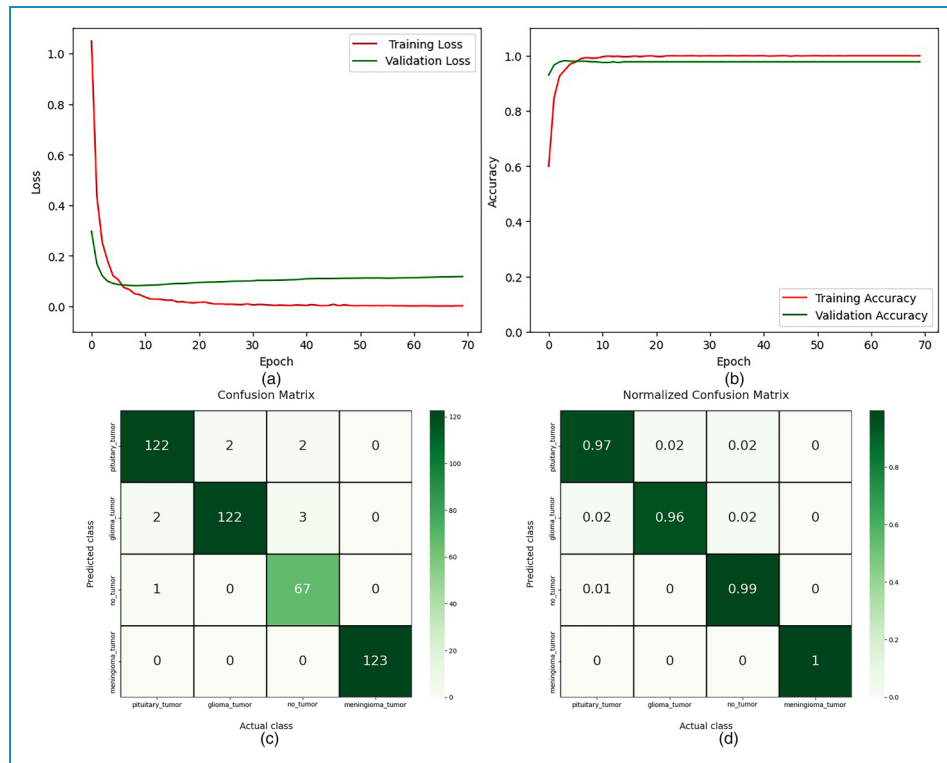 Training Loss
Validation Loss
1.0
0.8
0.6
0.4
0.2
0.0
Loss
0 10 20 30 40 50 60 70
Epoch
(a)
1.0
0.8
0.6
0.4
0.2
0.0
Accuracy
Training Accuracy
Validation Accuracy
0 10 20 30 40 50 60 70
Epoch
(b)
Confusion Matrix
Predicted class
pituitary_tumor
glioma_tumor
no_tumor
meningioma_tumor
122 2 2 0
2 122 3 0
1 0 67 0
0 0 0 123
pituitary_tumor glioma_tumor no_tumor meningioma_tumor
Actual class
120
100
80
60
40
20
0
(c)
Normalized Confusion Matrix
Predicted class
pituitary_tumor
glioma_tumor
no_tumor
meningioma_tumor
0.97 0.02 0.02 0
0.02 0.96 0.02 0
0.01 0 0.99 0
0 0 0 1
pituitary_tumor glioma_tumor no_tumor meningioma_tumor
Actual class
0.8
0.6
0.4
0.2
0.0
(d)